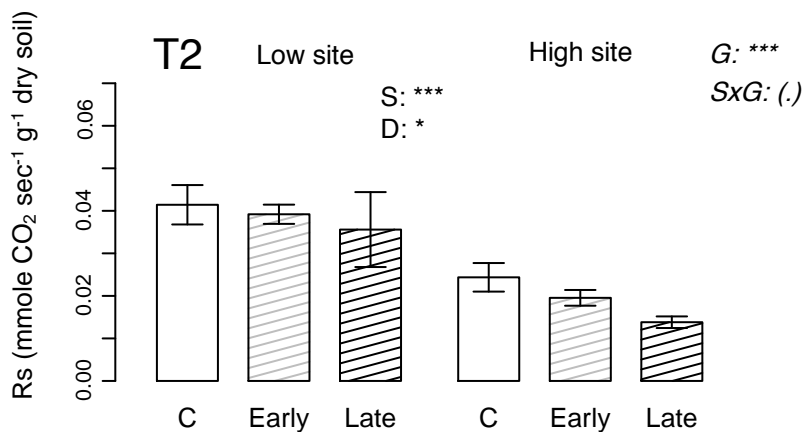 T2
Low site
High site
G: ***
SxG: (.)
S: ***
D: *
Rs (mmole CO₂ sec⁻¹ g⁻¹ dry soil)
0.06
0.04
0.02
0.00
C Early Late C Early Late